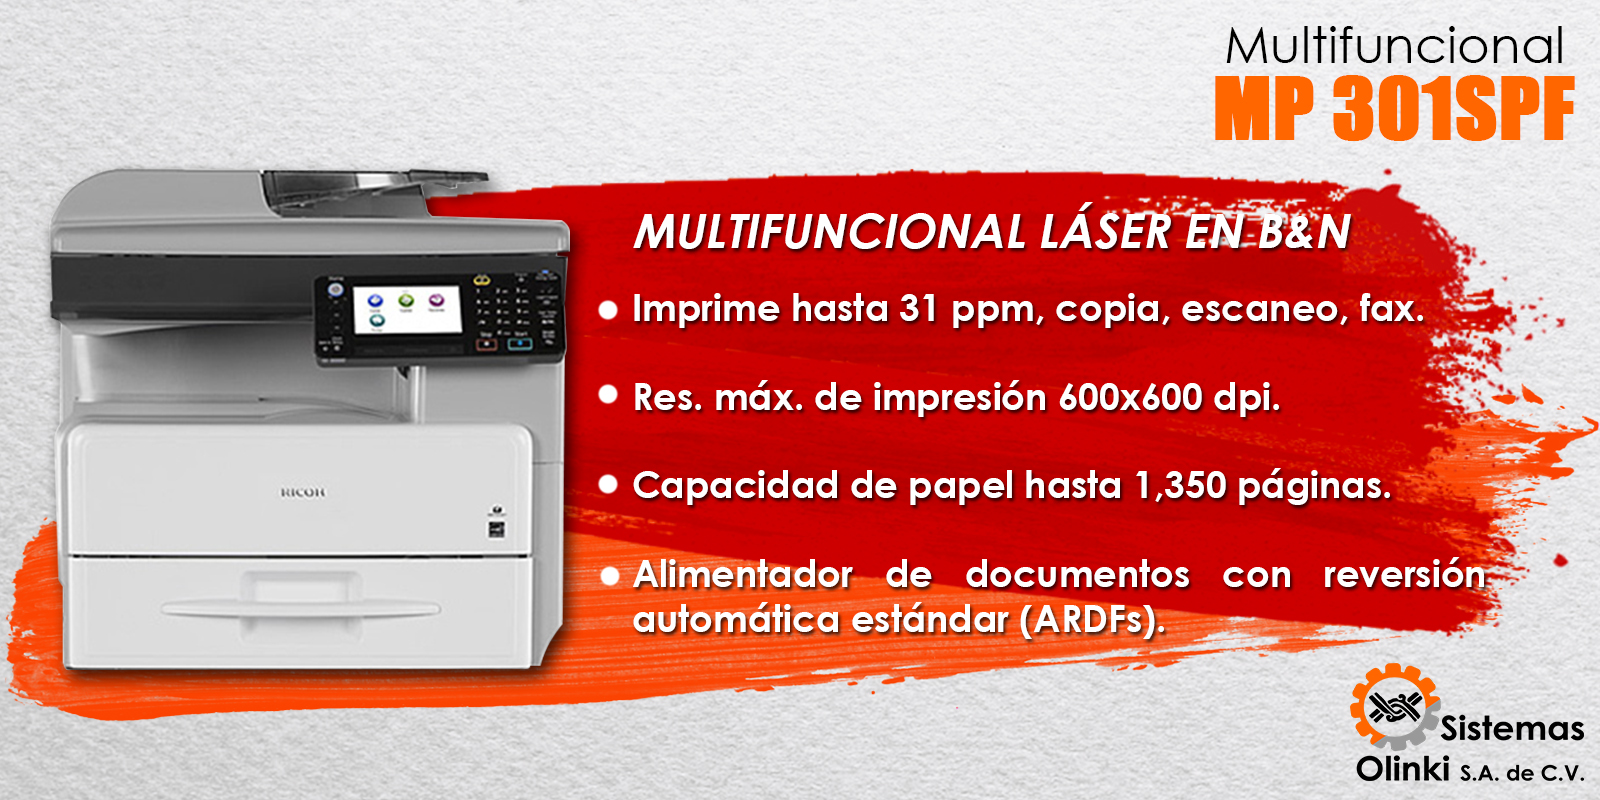 Multifuncional
MP 301SPF
MULTIFUNCIONAL LÁSER EN B&N
Imprime hasta 31 ppm, copia, escaneo, fax.
Res. máx. de impresión 600x600 dpi.
Capacidad de papel hasta 1,350 páginas.
Alimentador de documentos con reversión
automática estándar (ARDFs).
RICOH
Sistemas
Olinki S.A. de C.V.